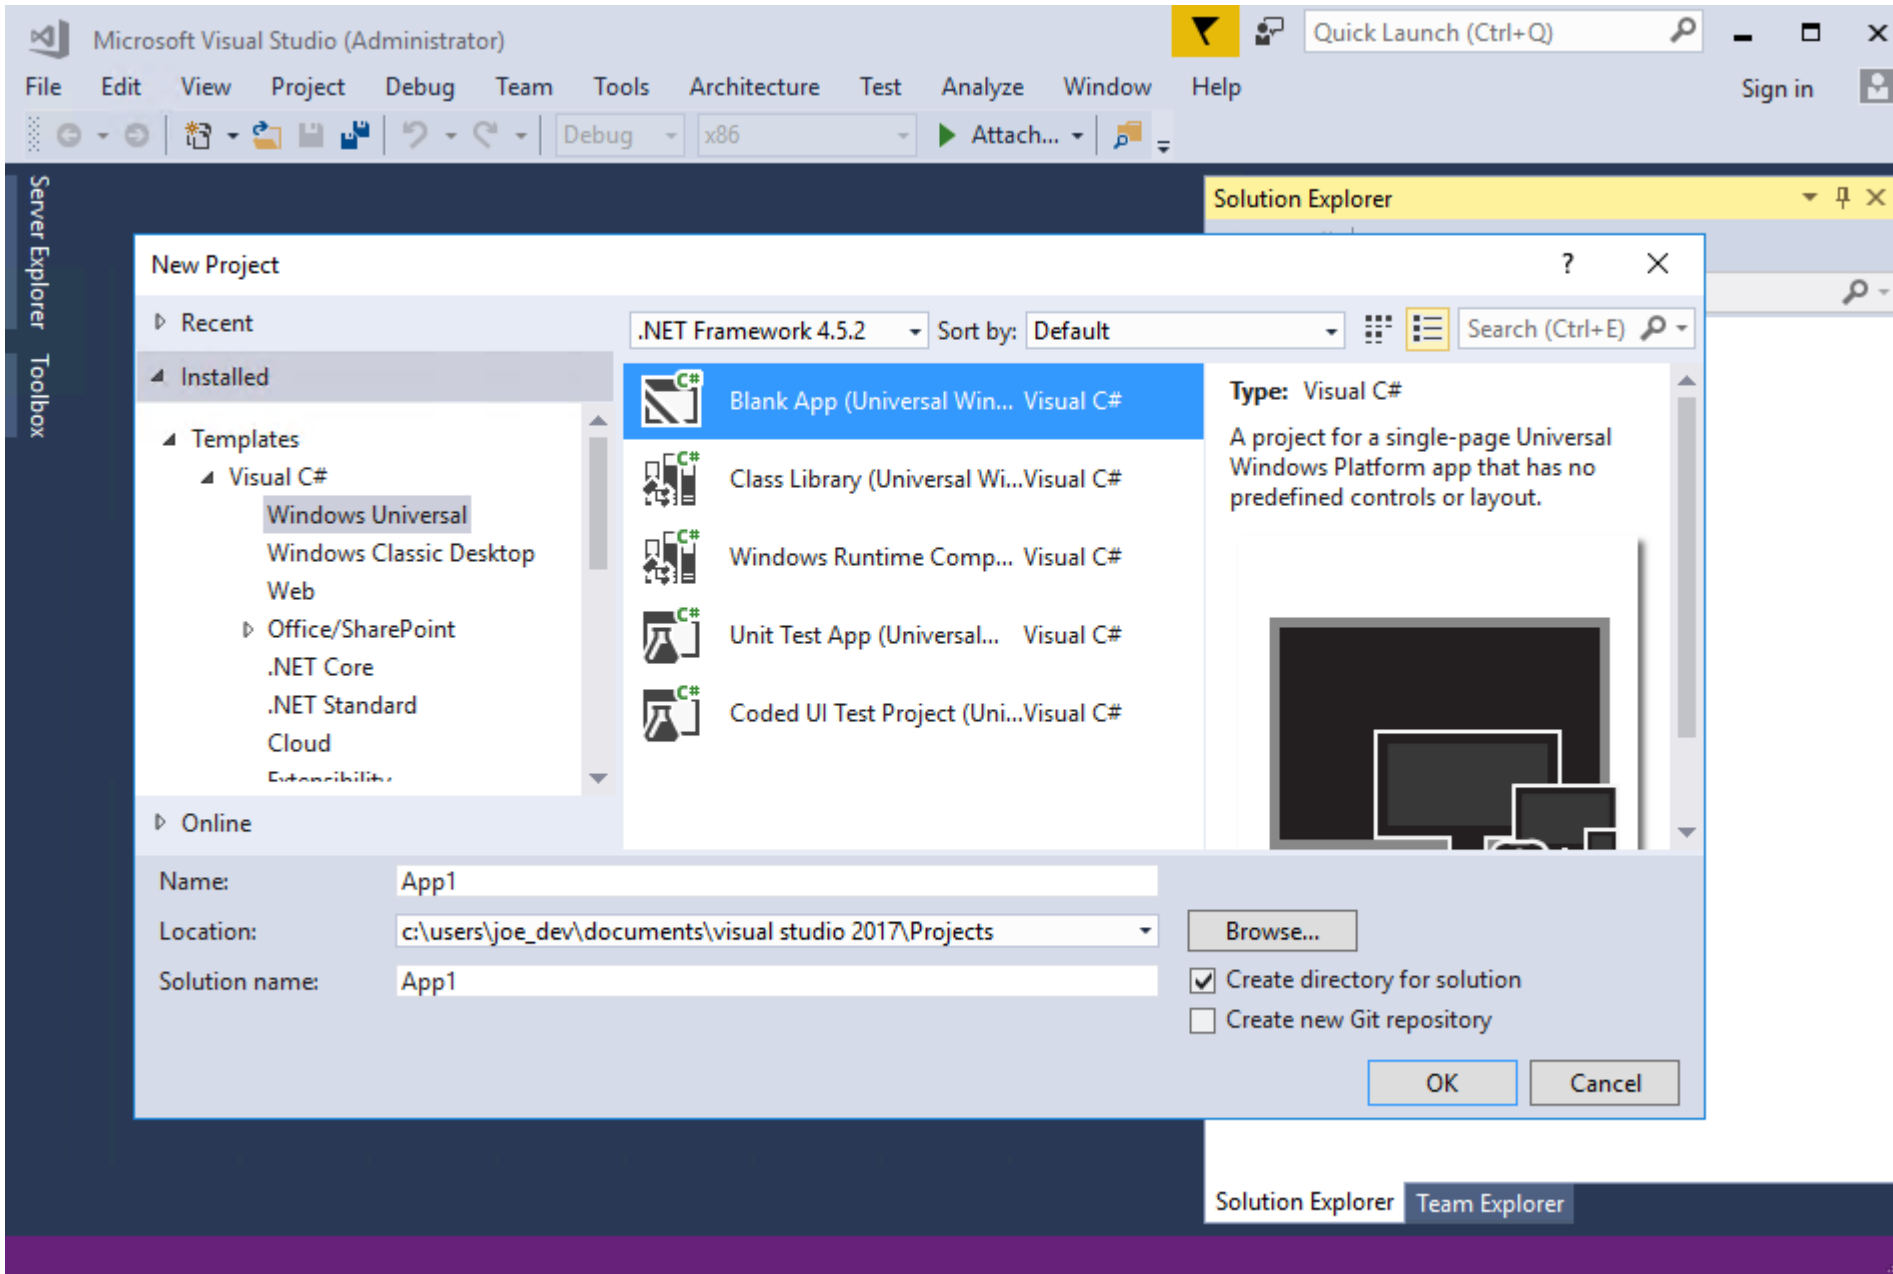 Microsoft Visual Studio (Administrator)
Quick Launch (Ctrl+Q)
File Edit View Project Debug Team Tools Architecture Test Analyze Window Help
Sign in
Debug x86 Attach...
Server Explorer
Toolbox
Solution Explorer
New Project
?
Recent
Installed
Templates
Visual C#
Windows Universal
Windows Classic Desktop
Web
Office/SharePoint
.NET Core
.NET Standard
Cloud
Extensibility
Online
.NET Framework 4.5.2 Sort by: Default
Search (Ctrl+E)
C# Blank App (Universal Win... Visual C#
C# Class Library (Universal Wi...Visual C#
C# Windows Runtime Comp... Visual C#
C# Unit Test App (Universal... Visual C#
C# Coded UI Test Project (Uni...Visual C#
Type: Visual C#
A project for a single-page Universal
Windows Platform app that has no
predefined controls or layout.
Name: App1
Location: c:\users\joe_dev\documents\visual studio 2017\Projects
Browse...
Solution name: App1
Create directory for solution
Create new Git repository
OK Cancel
Solution Explorer Team Explorer